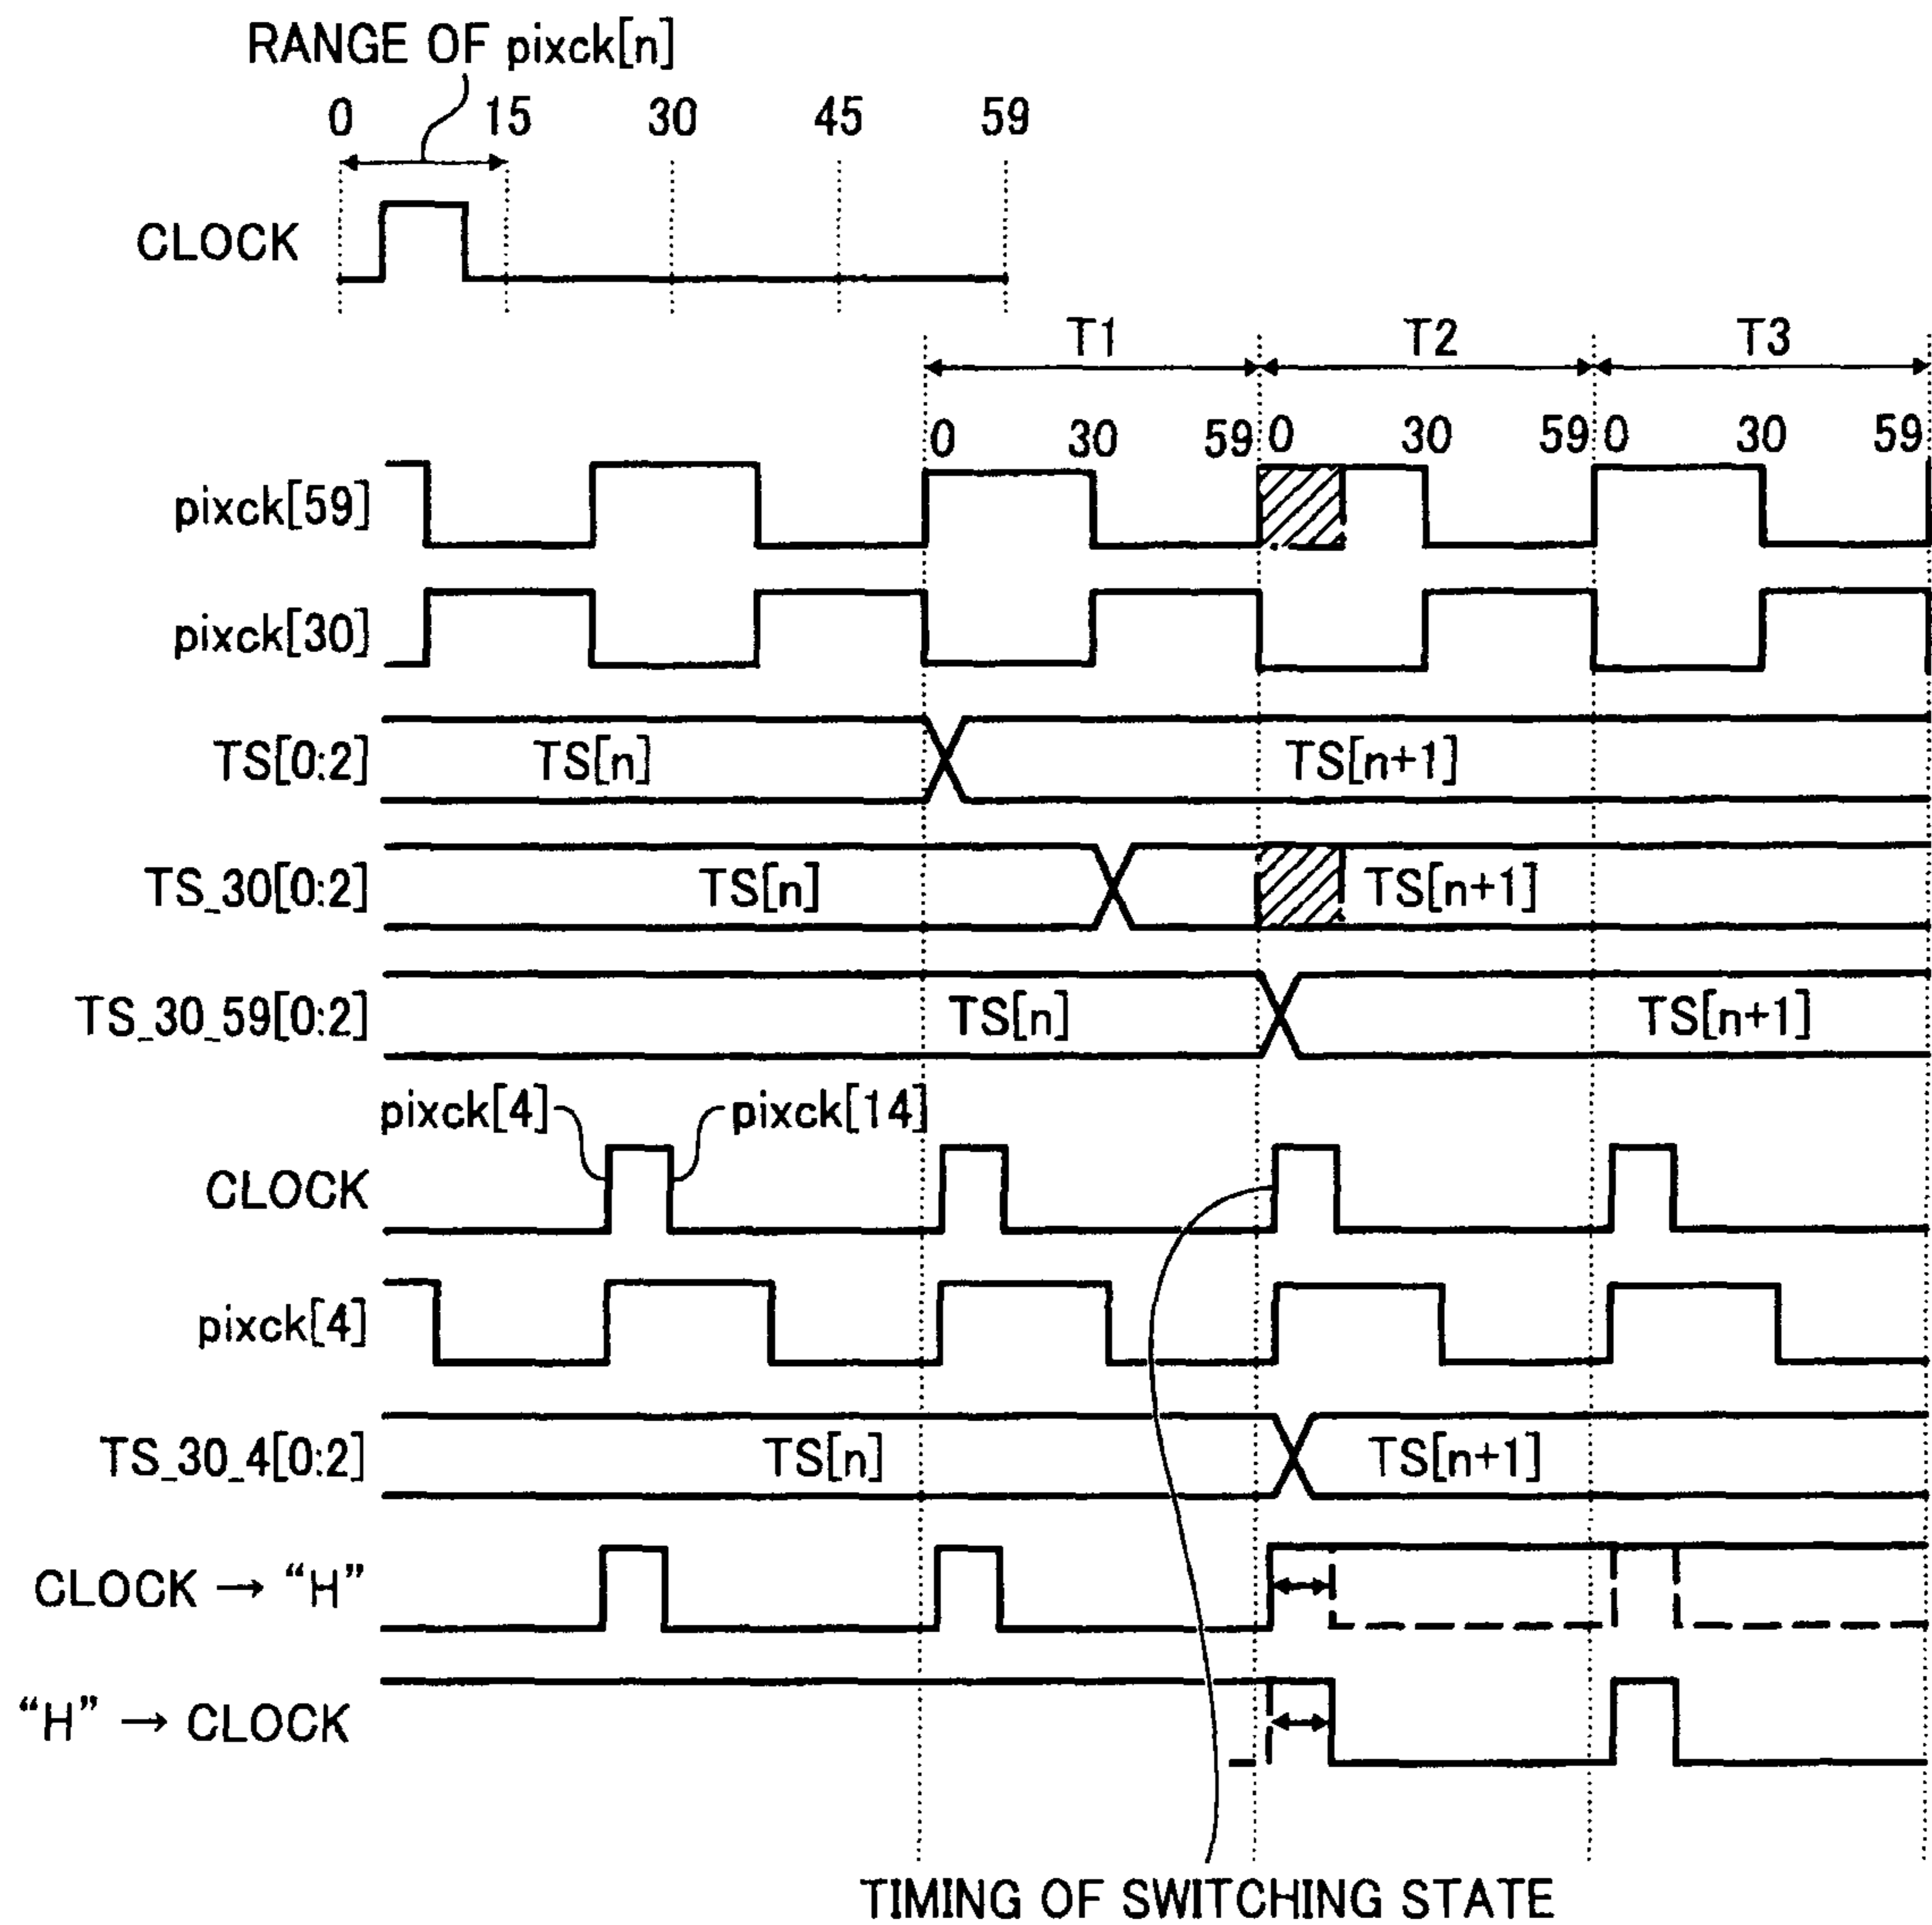 RANGE OF pixck[n]
0 15 30 45 59
CLOCK
T1 T2 T3
0 30 59 0 30 59 0 30 59
pixck[59]
pixck[30]
TS[0:2] TS[n] TS[n+1]
TS_30[0:2] TS[n] TS[n+1]
TS_30_59[0:2] TS[n] TS[n+1]
pixck[4] pixck[14]
CLOCK
pixck[4]
TS_30_4[0:2] TS[n] TS[n+1]
CLOCK → “H”
“H” → CLOCK
TIMING OF SWITCHING STATE